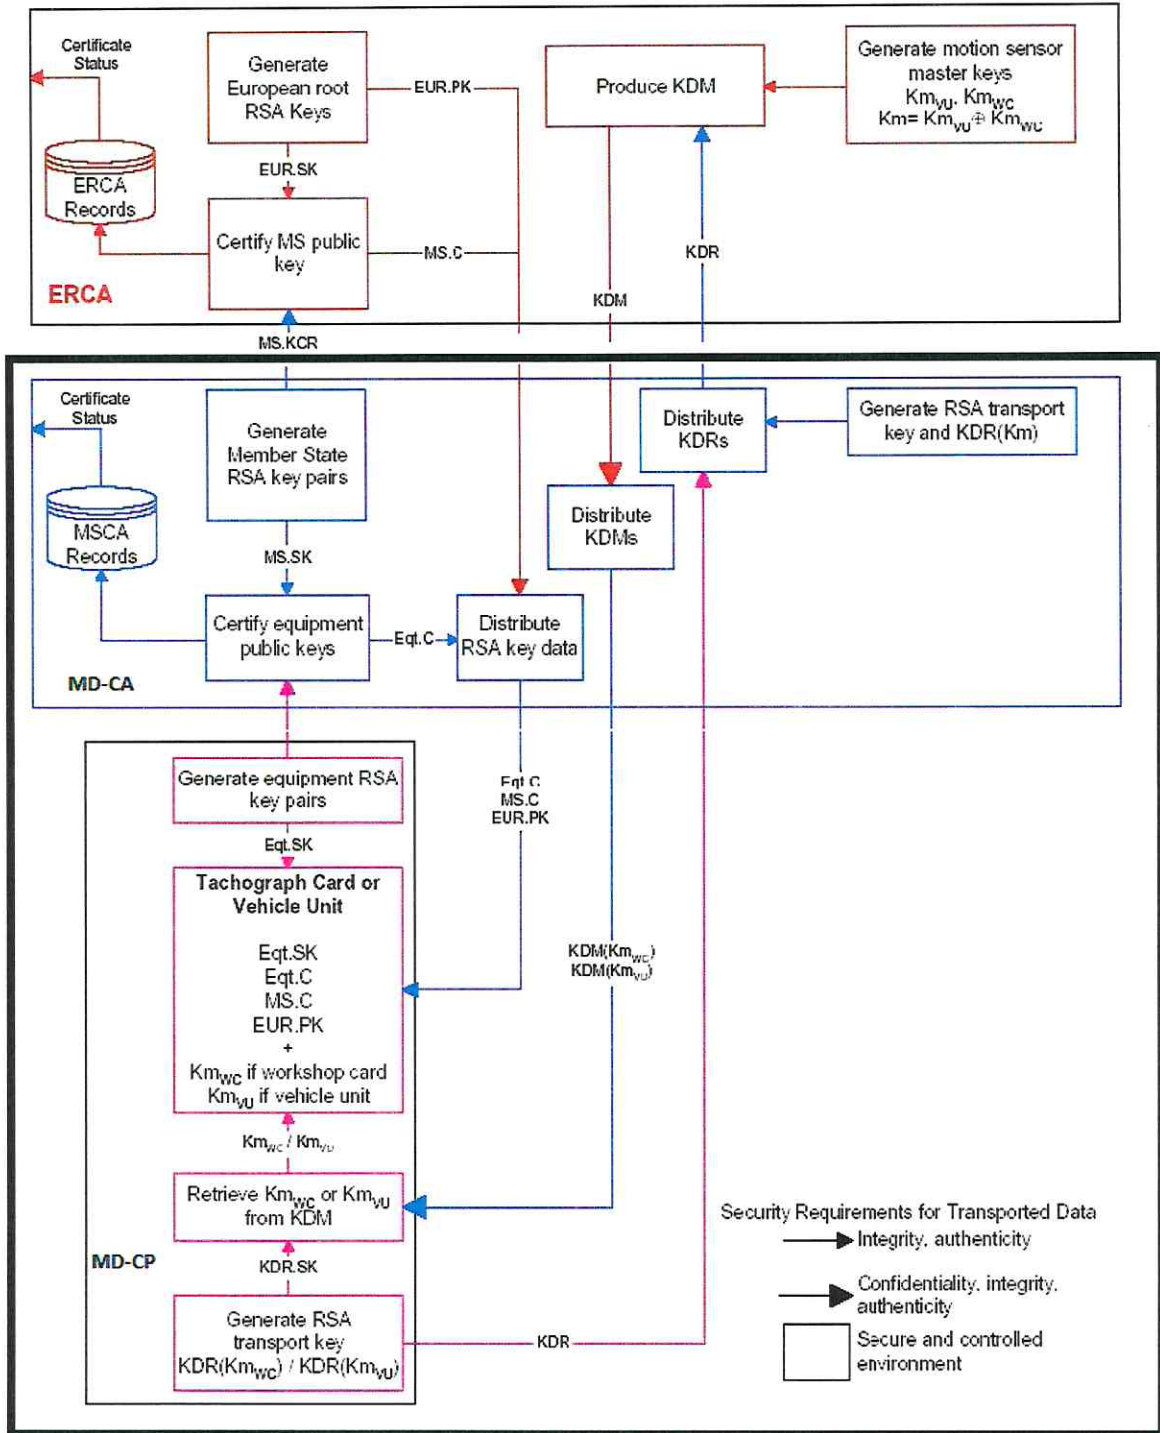 Certificate
Status
Generate
European root
RSA Keys
EUR.PK
Produce KDM
Generate motion sensor
master keys
Km_VU, Km_WC
Km= Km_VU ⊕ Km_WC
EUR.SK
ERCA
Records
Certify MS public
key
MS.C
KDR
ERCA
KDM
MS.KCR
Certificate
Status
Generate
Member State
RSA key pairs
Distribute
KDRs
Generate RSA transport
key and KDR(Km)
MSCA
Records
Distribute
KDMs
MS.SK
Certify equipment
public keys
Eqt.C
Distribute
RSA key data
MD-CA
Generate equipment RSA
key pairs
Eqt.C
MS.C
EUR.PK
Eqt.SK
Tachograph Card or
Vehicle Unit
Eqt.SK
Eqt.C
MS.C
EUR.PK
+
Km_WC if workshop card
Km_VU if vehicle unit
KDM(Km_WC)
KDM(Km_VU)
Km_WC / Km_VU
Retrieve Km_WC or Km_VU
from KDM
MD-CP
KDR.SK
Generate RSA
transport key
KDR(Km_WC) / KDR(Km_VU)
KDR
Security Requirements for Transported Data
Integrity, authenticity
Confidentiality, integrity,
authenticity
Secure and controlled
environment